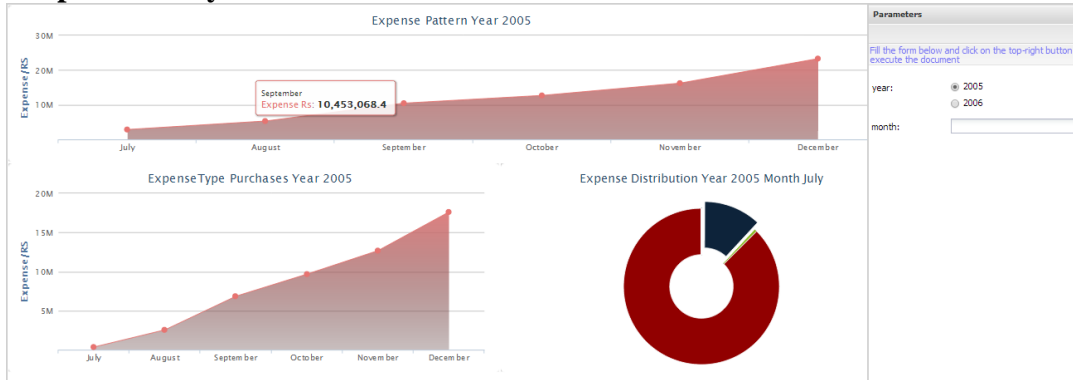 Expense Pattern Year 2005
30M
20M
10M
Expense/RS
September
Expense Rs: 10,453,068.4
July
August
September
October
November
December
ExpenseType Purchases Year 2005
20M
15M
10M
5M
Expense/RS
July
August
September
October
November
December
Expense Distribution Year 2005 Month July
Parameters
Fill the form below and click on the top-right button
execute the document
year:
2005
2006
month: